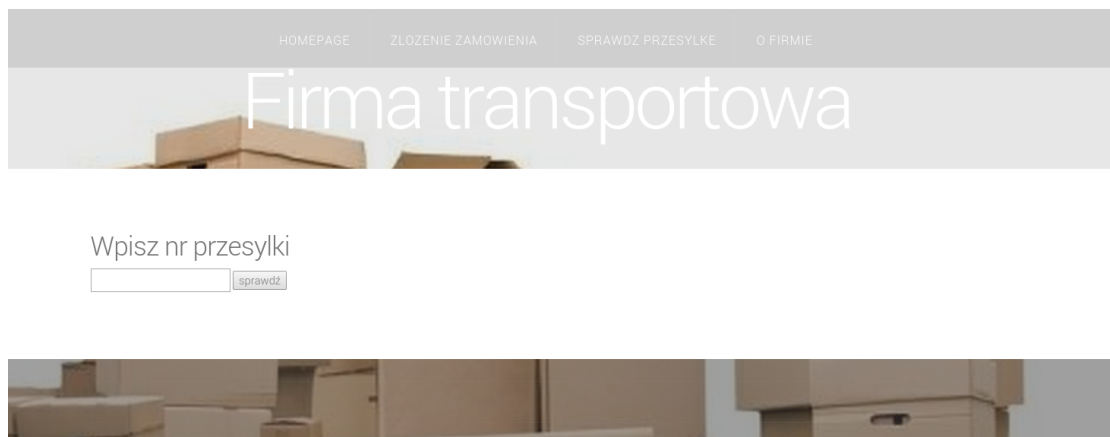 HOMEPAGE ZLOZENIE ZAMOWIENIA SPRAWDZ PRZESYLKE O FIRMIE
Firma transportowa
Wpisz nr przesylki
sprawdź